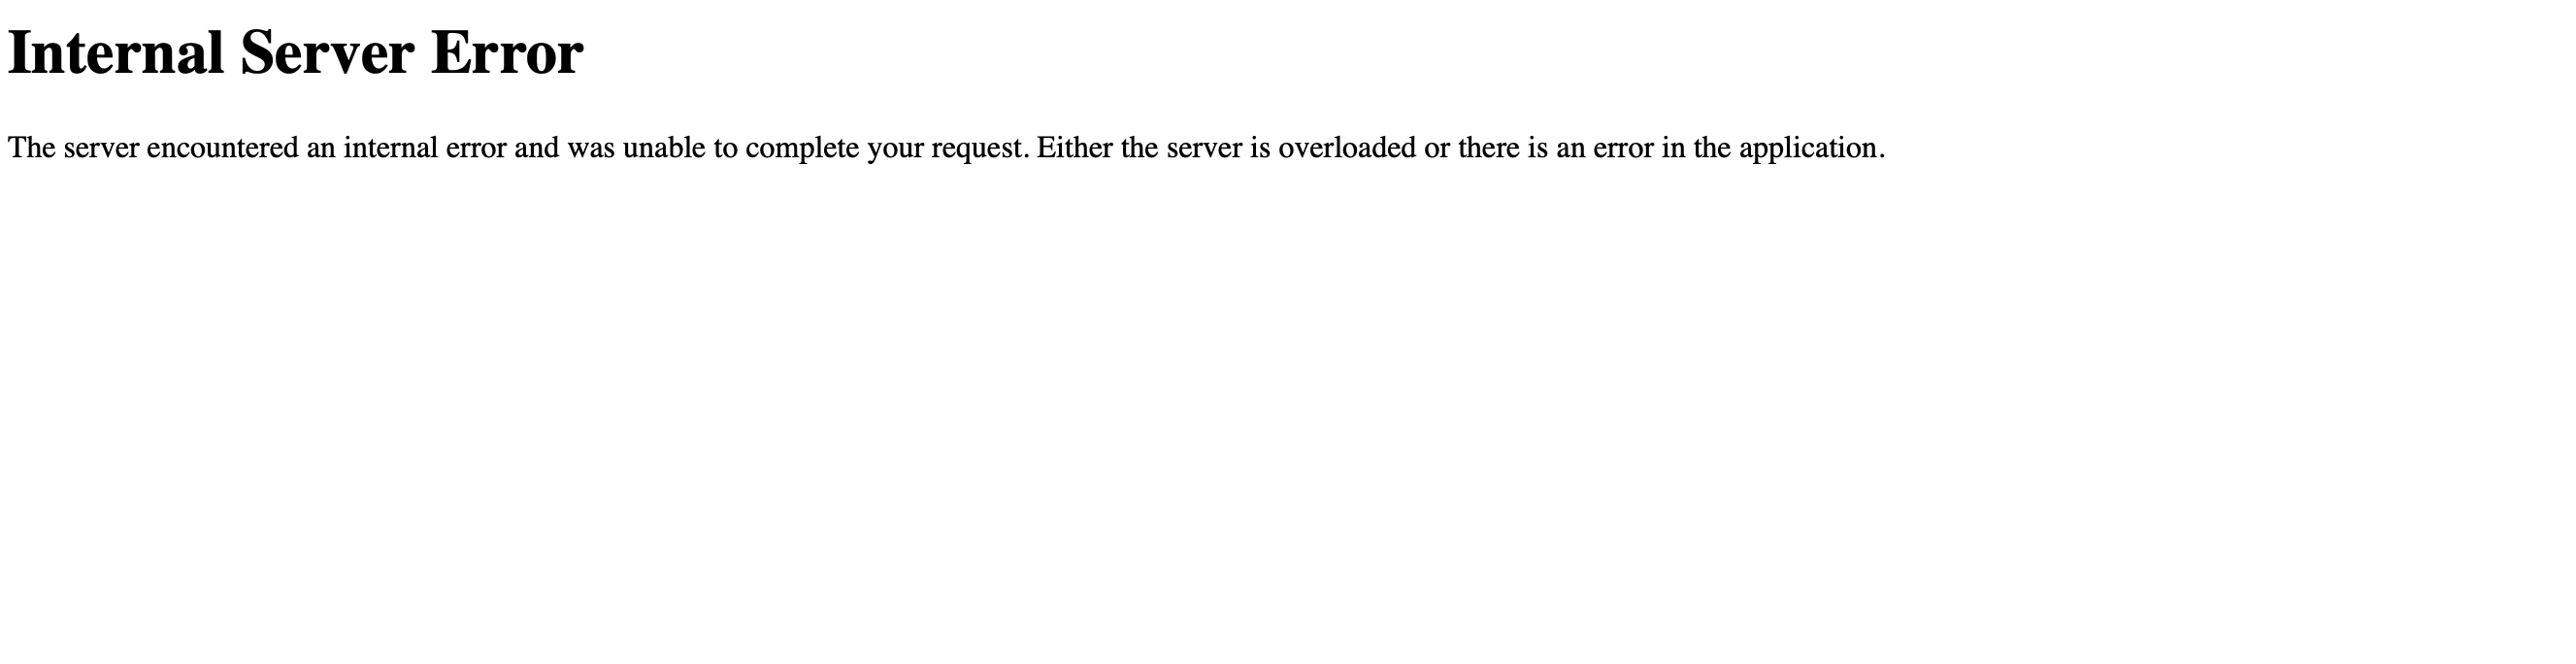 Internal Server Error
The server encountered an internal error and was unable to complete your request. Either the server is overloaded or there is an error in the application.